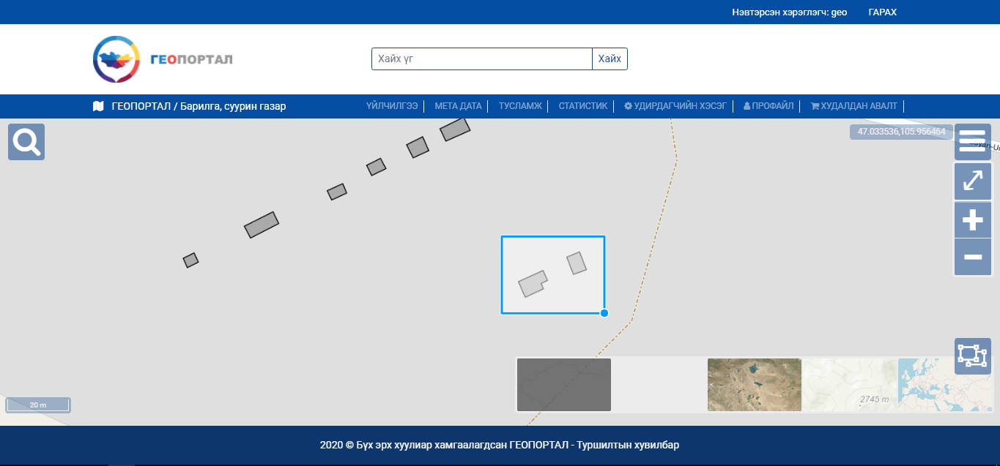 Нэвтэрсэн хэрэглэгч: geo ГАРАХ
ГЕОПОРТАЛ
Хайх үг Хайх
ГЕОПОРТАЛ / Барилга, суурин газар ҮЙЛЧИЛГЭЭ МЕТА ДАТА ТУСЛАМЖ СТАТИСТИК УДИРДАГЧИЙН ХЭСЭГ ПРОФАЙЛ ХУДАЛДАН АВАЛТ
47.033536,105.956464
2745 m
20 m
2020 © Бүх эрх хуулиар хамгаалагдсан ГЕОПОРТАЛ - Туршилтын хувилбар